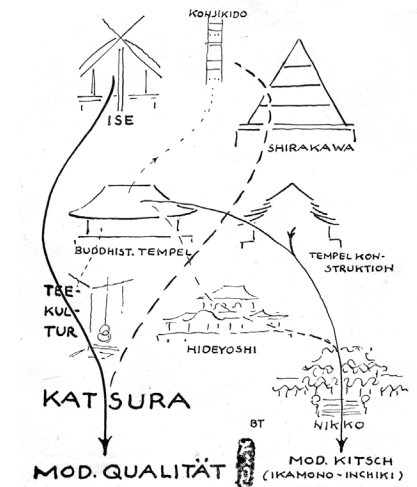 KONJIKIDO
ISE
SHIRAKAWA
BUDDHIST. TEMPEL
TEMPEL KON-
STRUKTION
TEE-
KUL-
TUR
HIDEYOSHI
KATSURA
NIKKO
BT
MOD. QUALITÄT
MOD. KITSCH
(IKAMONO-INCHIKI)